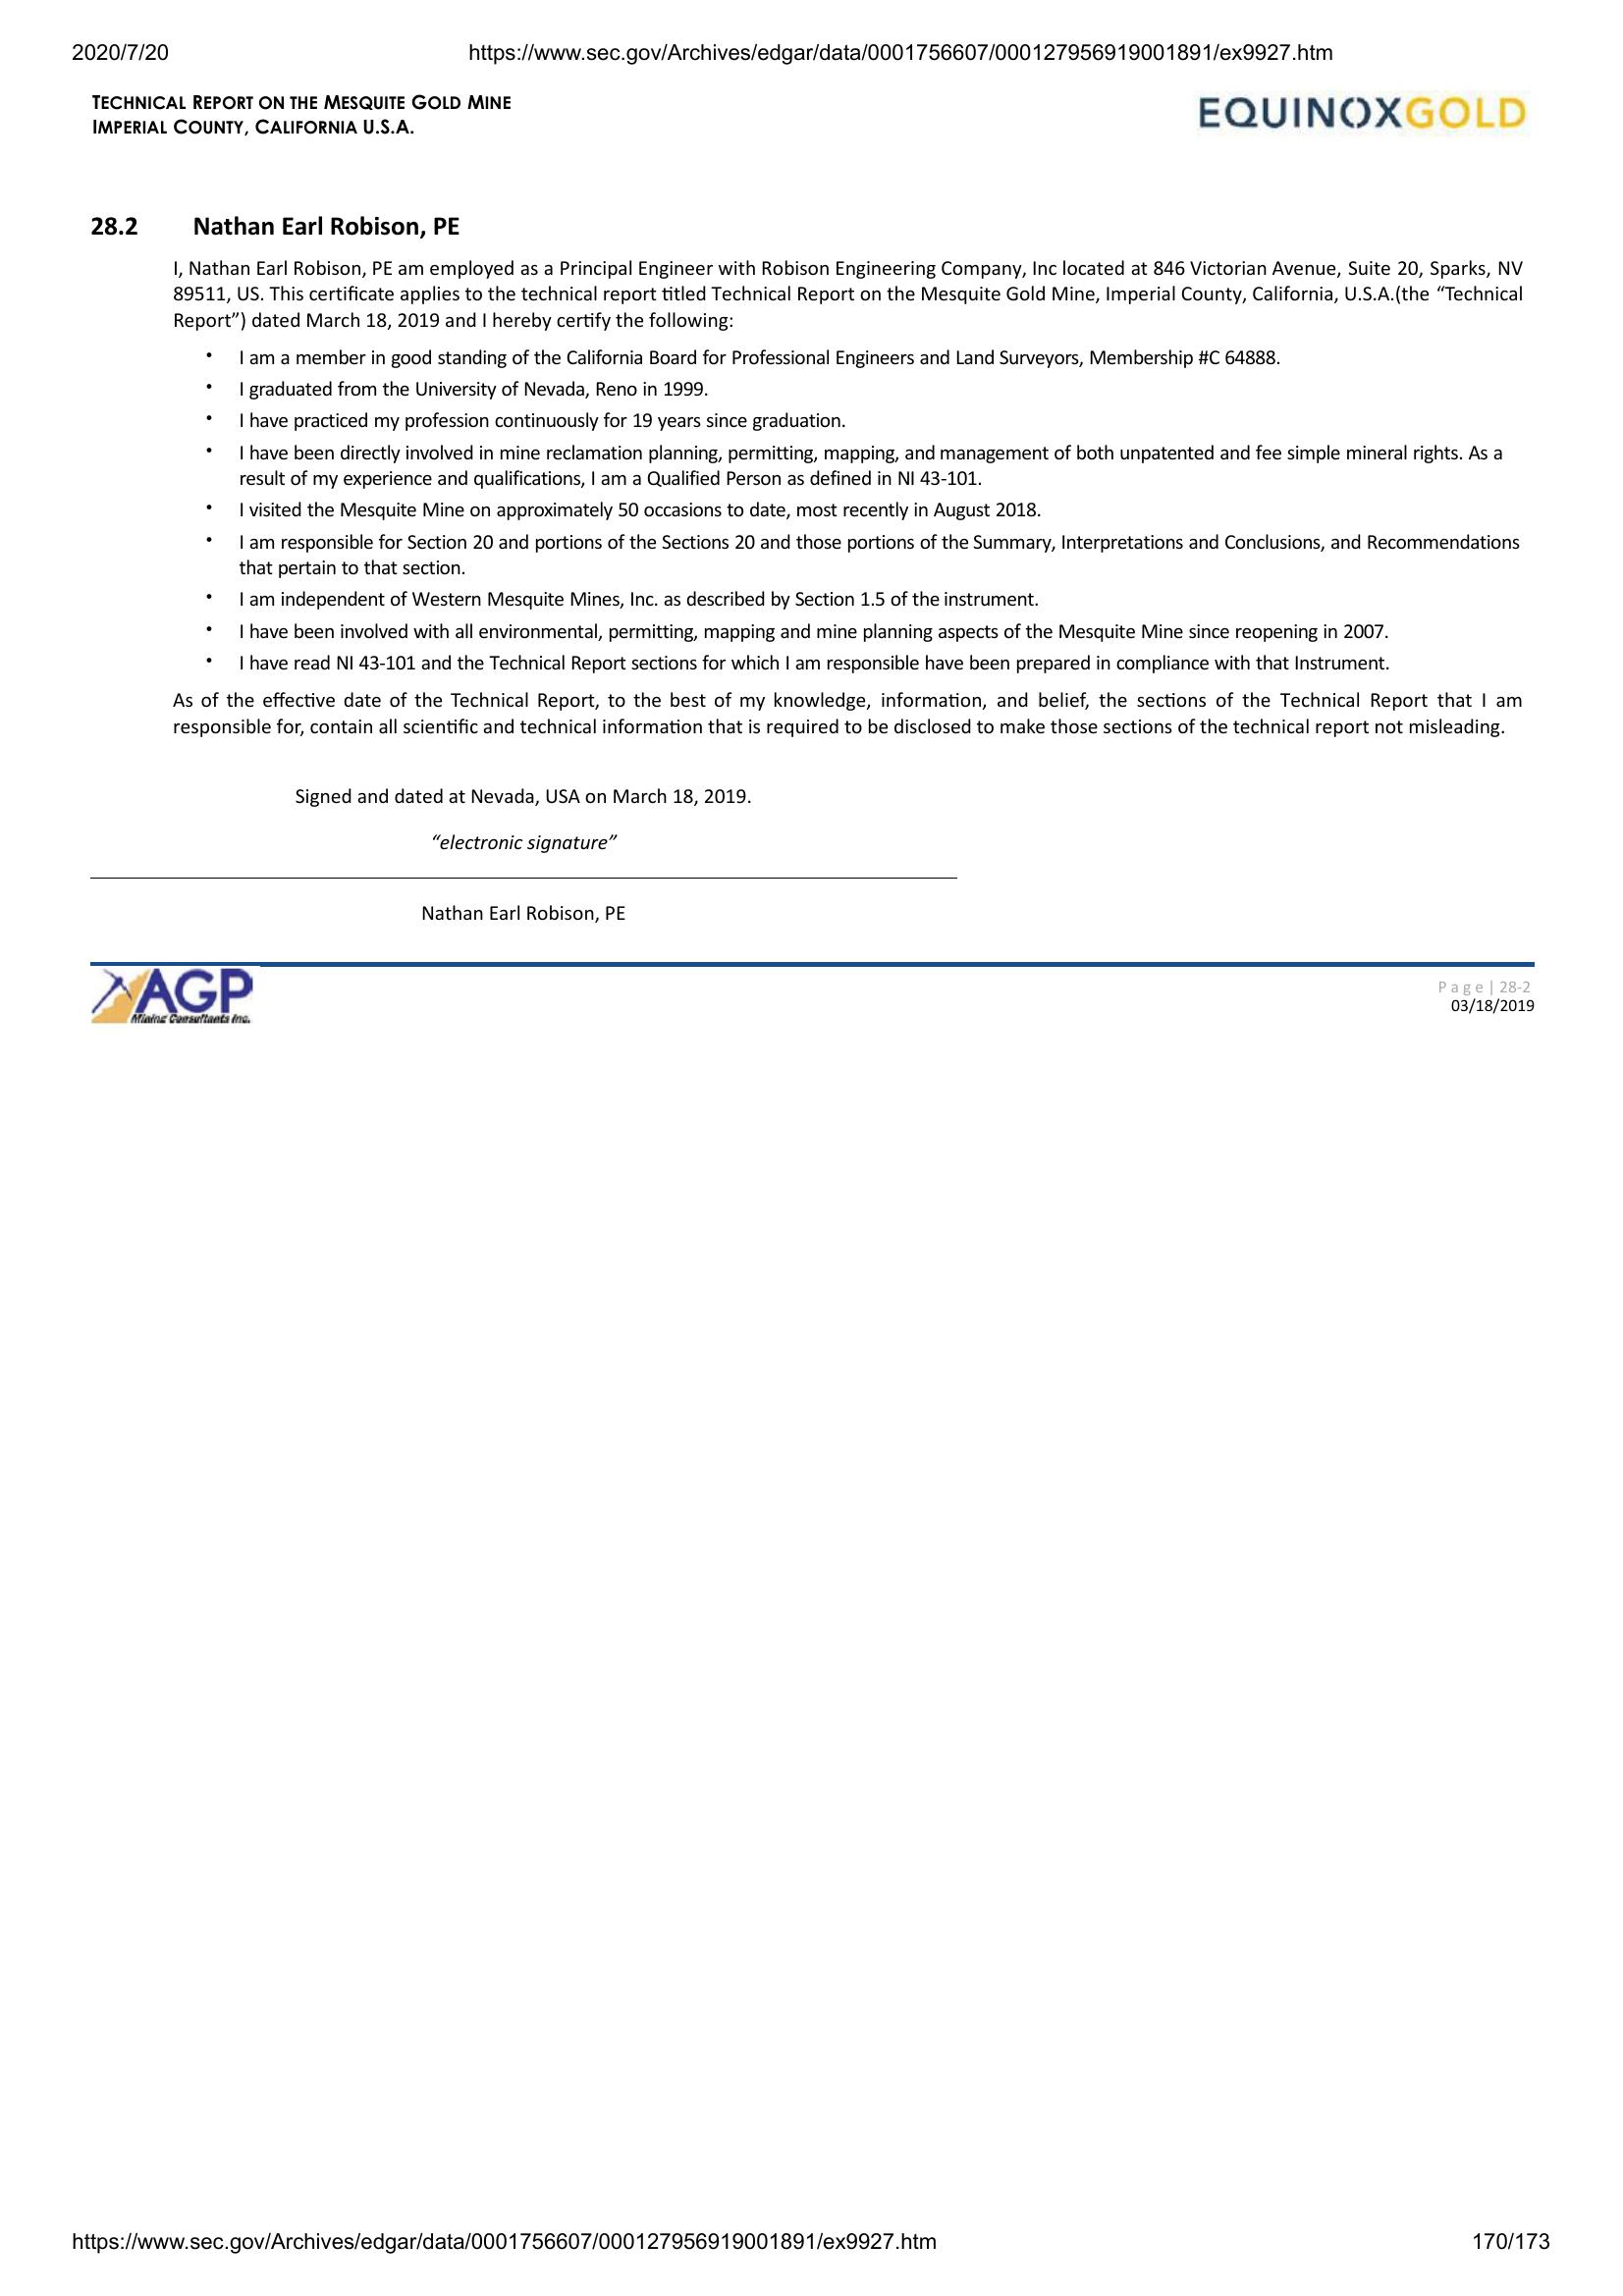 2020/7/20 https://www.sec.gov/Archives/edgar/data/0001756607/000127956919001891/ex9927.htm
TECHNICAL REPORT ON THE MESQUITE GOLD MINE
IMPERIAL COUNTY, CALIFORNIA U.S.A.
EQUINOXGOLD
28.2 Nathan Earl Robison, PE
I, Nathan Earl Robison, PE am employed as a Principal Engineer with Robison Engineering Company, Inc located at 846 Victorian Avenue, Suite 20, Sparks, NV
89511, US. This certificate applies to the technical report titled Technical Report on the Mesquite Gold Mine, Imperial County, California, U.S.A.(the “Technical
Report”) dated March 18, 2019 and I hereby certify the following:
• I am a member in good standing of the California Board for Professional Engineers and Land Surveyors, Membership #C 64888.
• I graduated from the University of Nevada, Reno in 1999.
• I have practiced my profession continuously for 19 years since graduation.
• I have been directly involved in mine reclamation planning, permitting, mapping, and management of both unpatented and fee simple mineral rights. As a
result of my experience and qualifications, I am a Qualified Person as defined in NI 43-101.
• I visited the Mesquite Mine on approximately 50 occasions to date, most recently in August 2018.
• I am responsible for Section 20 and portions of the Sections 20 and those portions of the Summary, Interpretations and Conclusions, and Recommendations
that pertain to that section.
• I am independent of Western Mesquite Mines, Inc. as described by Section 1.5 of the instrument.
• I have been involved with all environmental, permitting, mapping and mine planning aspects of the Mesquite Mine since reopening in 2007.
• I have read NI 43-101 and the Technical Report sections for which I am responsible have been prepared in compliance with that Instrument.
As of the effective date of the Technical Report, to the best of my knowledge, information, and belief, the sections of the Technical Report that I am
responsible for, contain all scientific and technical information that is required to be disclosed to make those sections of the technical report not misleading.
Signed and dated at Nevada, USA on March 18, 2019.
“electronic signature”
Nathan Earl Robison, PE
AGP
Mining Consultants Inc.
Page | 28-2
03/18/2019
https://www.sec.gov/Archives/edgar/data/0001756607/000127956919001891/ex9927.htm 170/173